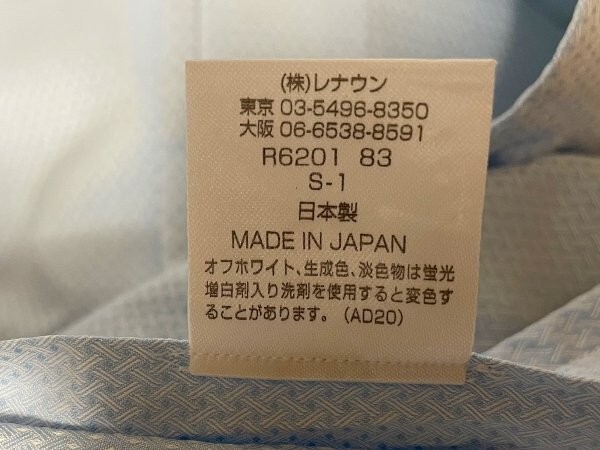 (株)レナウン
東京 03-5496-8350
大阪 06-6538-8591
R6201 83
S-1
日本製
MADE IN JAPAN
オフホワイト、生成色、淡色物は蛍光
増白剤入り洗剤を使用すると変色す
ることがあります。(AD20)